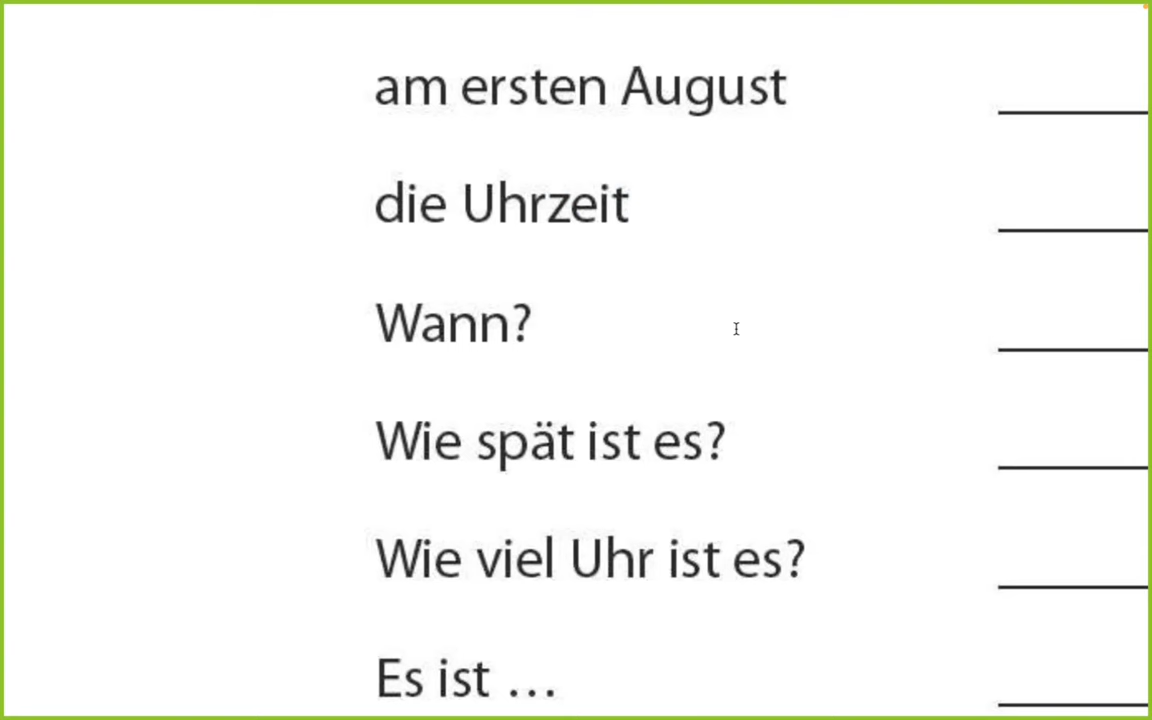 am ersten August
die Uhrzeit
Wann?
Wie spät ist es?
Wie viel Uhr ist es?
Es ist …